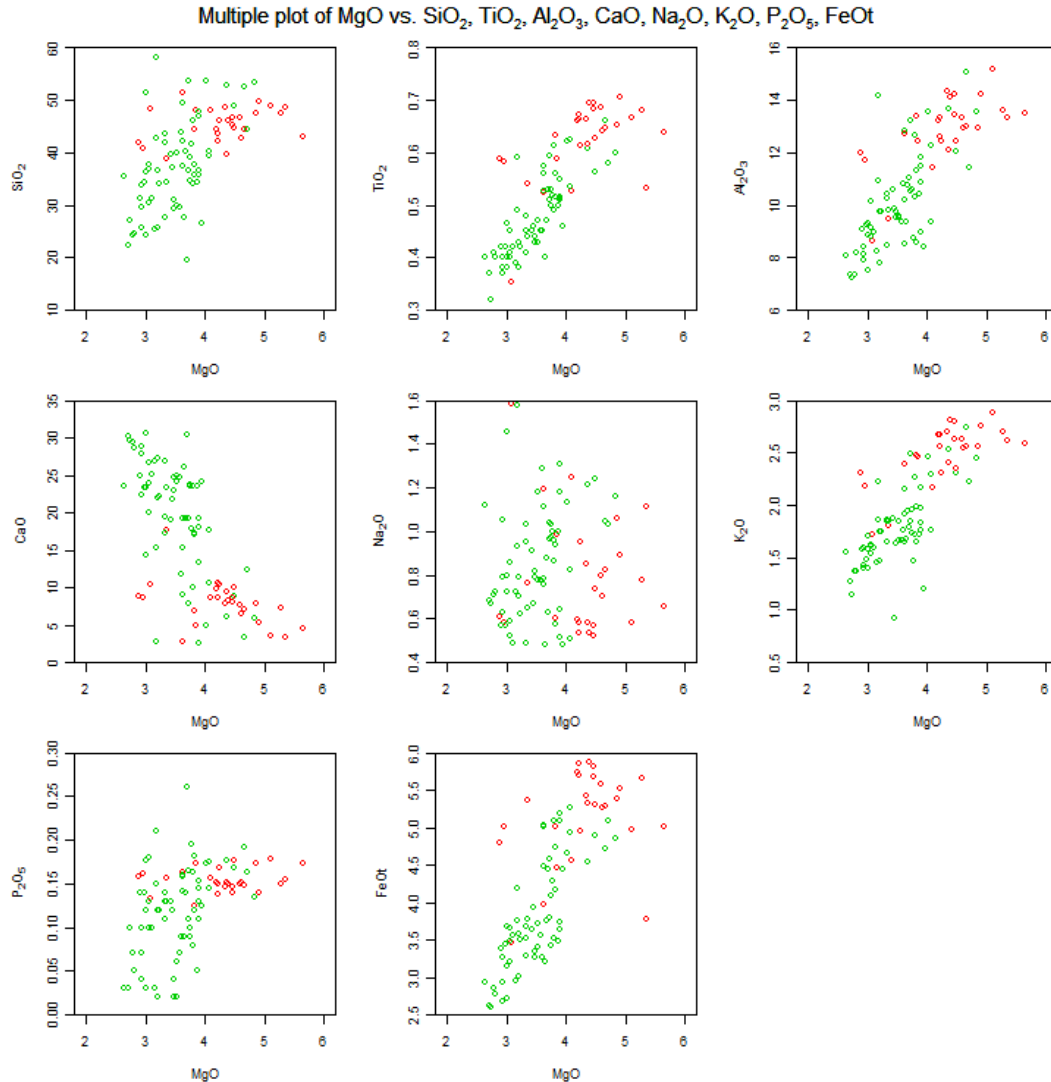 Multiple plot of MgO vs. SiO₂, TiO₂, Al₂O₃, CaO, Na₂O, K₂O, P₂O₅, FeOt
SiO₂
10 20 30 40 50 60
2 3 4 5 6
MgO
TiO₂
0.3 0.4 0.5 0.6 0.7 0.8
2 3 4 5 6
MgO
Al₂O₃
6 8 10 12 14 16
2 3 4 5 6
MgO
CaO
0 5 10 15 20 25 30 35
2 3 4 5 6
MgO
Na₂O
0.4 0.6 0.8 1.0 1.2 1.4 1.6
2 3 4 5 6
MgO
K₂O
0.5 1.0 1.5 2.0 2.5 3.0
2 3 4 5 6
MgO
P₂O₅
0.00 0.05 0.10 0.15 0.20 0.25 0.30
2 3 4 5 6
MgO
FeOt
2.5 3.0 3.5 4.0 4.5 5.0 5.5 6.0
2 3 4 5 6
MgO